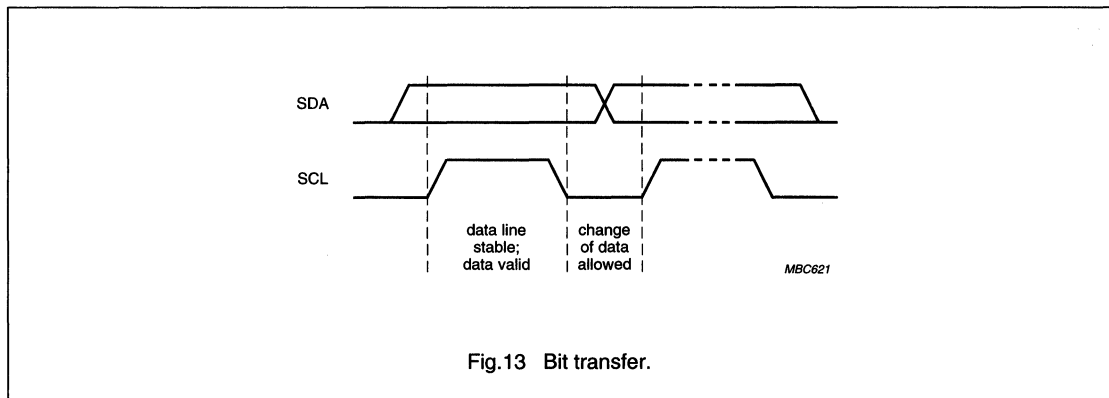 SDA
SCL
data line
stable;
data valid
change
of data
allowed
MBC621
Fig.13 Bit transfer.